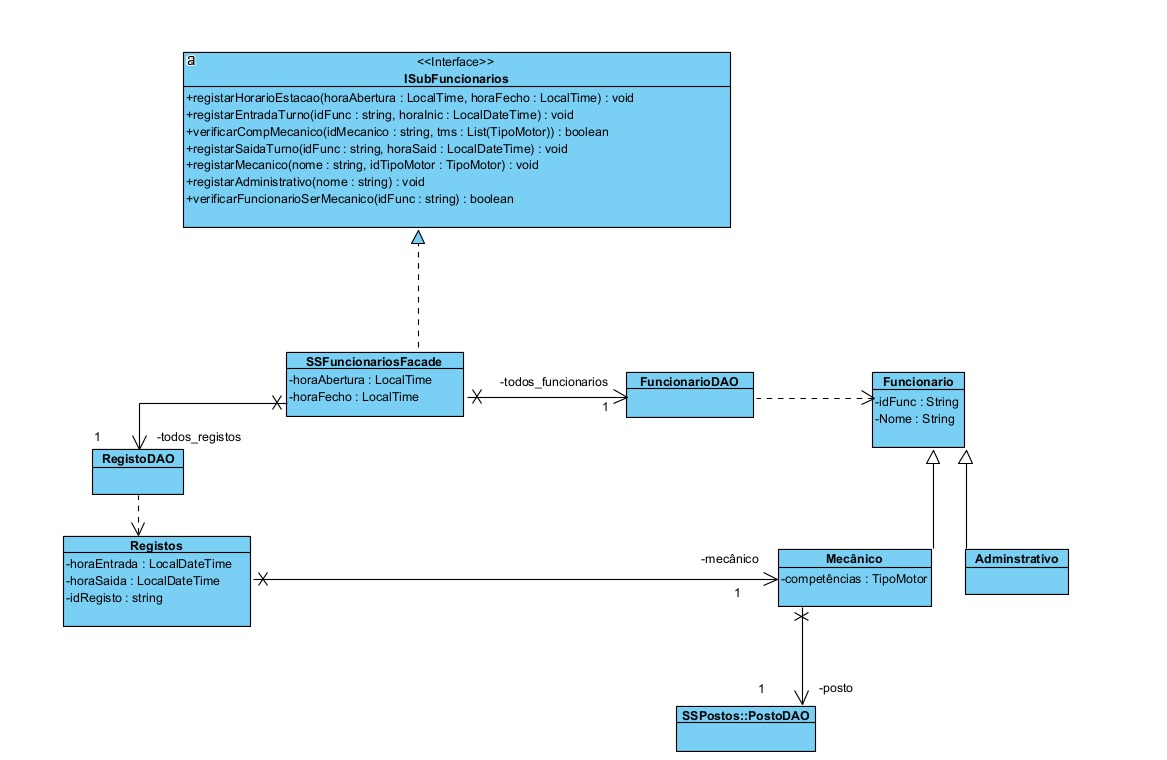 a
<<Interface>>
ISubFuncionarios
+registarHorarioEstacao(horaAbertura : LocalTime, horaFecho : LocalTime) : void
+registarEntradaTurno(idFunc : string, horaInic : LocalDateTime) : void
+verificarCompMecanico(idMecanico : string, tms : List(TipoMotor)) : boolean
+registarSaidaTurno(idFunc : string, horaSaid : LocalDateTime) : void
+registarMecanico(nome : string, idTipoMotor : TipoMotor) : void
+registarAdministrativo(nome : string) : void
+verificarFuncionarioSerMecanico(idFunc : string) : boolean
SSFuncionariosFacade
-horaAbertura : LocalTime
-horaFecho : LocalTime
-todos_funcionarios
1
FuncionarioDAO
Funcionario
-idFunc : String
-Nome : String
1
-todos_registos
RegistoDAO
Registos
-horaEntrada : LocalDateTime
-horaSaida : LocalDateTime
-idRegisto : string
-mecânico
1
Mecânico
-competências : TipoMotor
Adminstrativo
1
-posto
SSPostos::PostoDAO